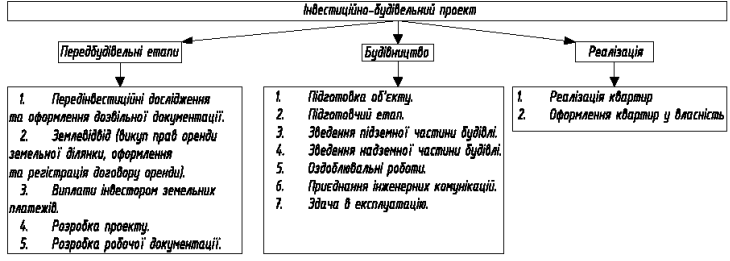 Інвестиційно-будівельний проект
Передбудівельні етапи
Будівництво
Реалізація
1. Передінвестиційні дослідження
та оформлення дозвільної документації.
2. Землевідвід (викуп прав оренди
земельної ділянки, оформлення
та регістрація договору оренди).
3. Виплати інвестором земельних
платежів.
4. Розробка проекту.
5. Розробка робочої документації.
1. Підготовка об'єкту.
2. Підготовчий етап.
3. Зведення підземної частини будівлі.
4. Зведення надземної частини будівлі.
5. Оздоблювальні роботи.
6. Приєднання інженерних комунікацій.
7. Здача в експлуатацію.
1. Реалізація квартир
2. Оформлення квартир у власність